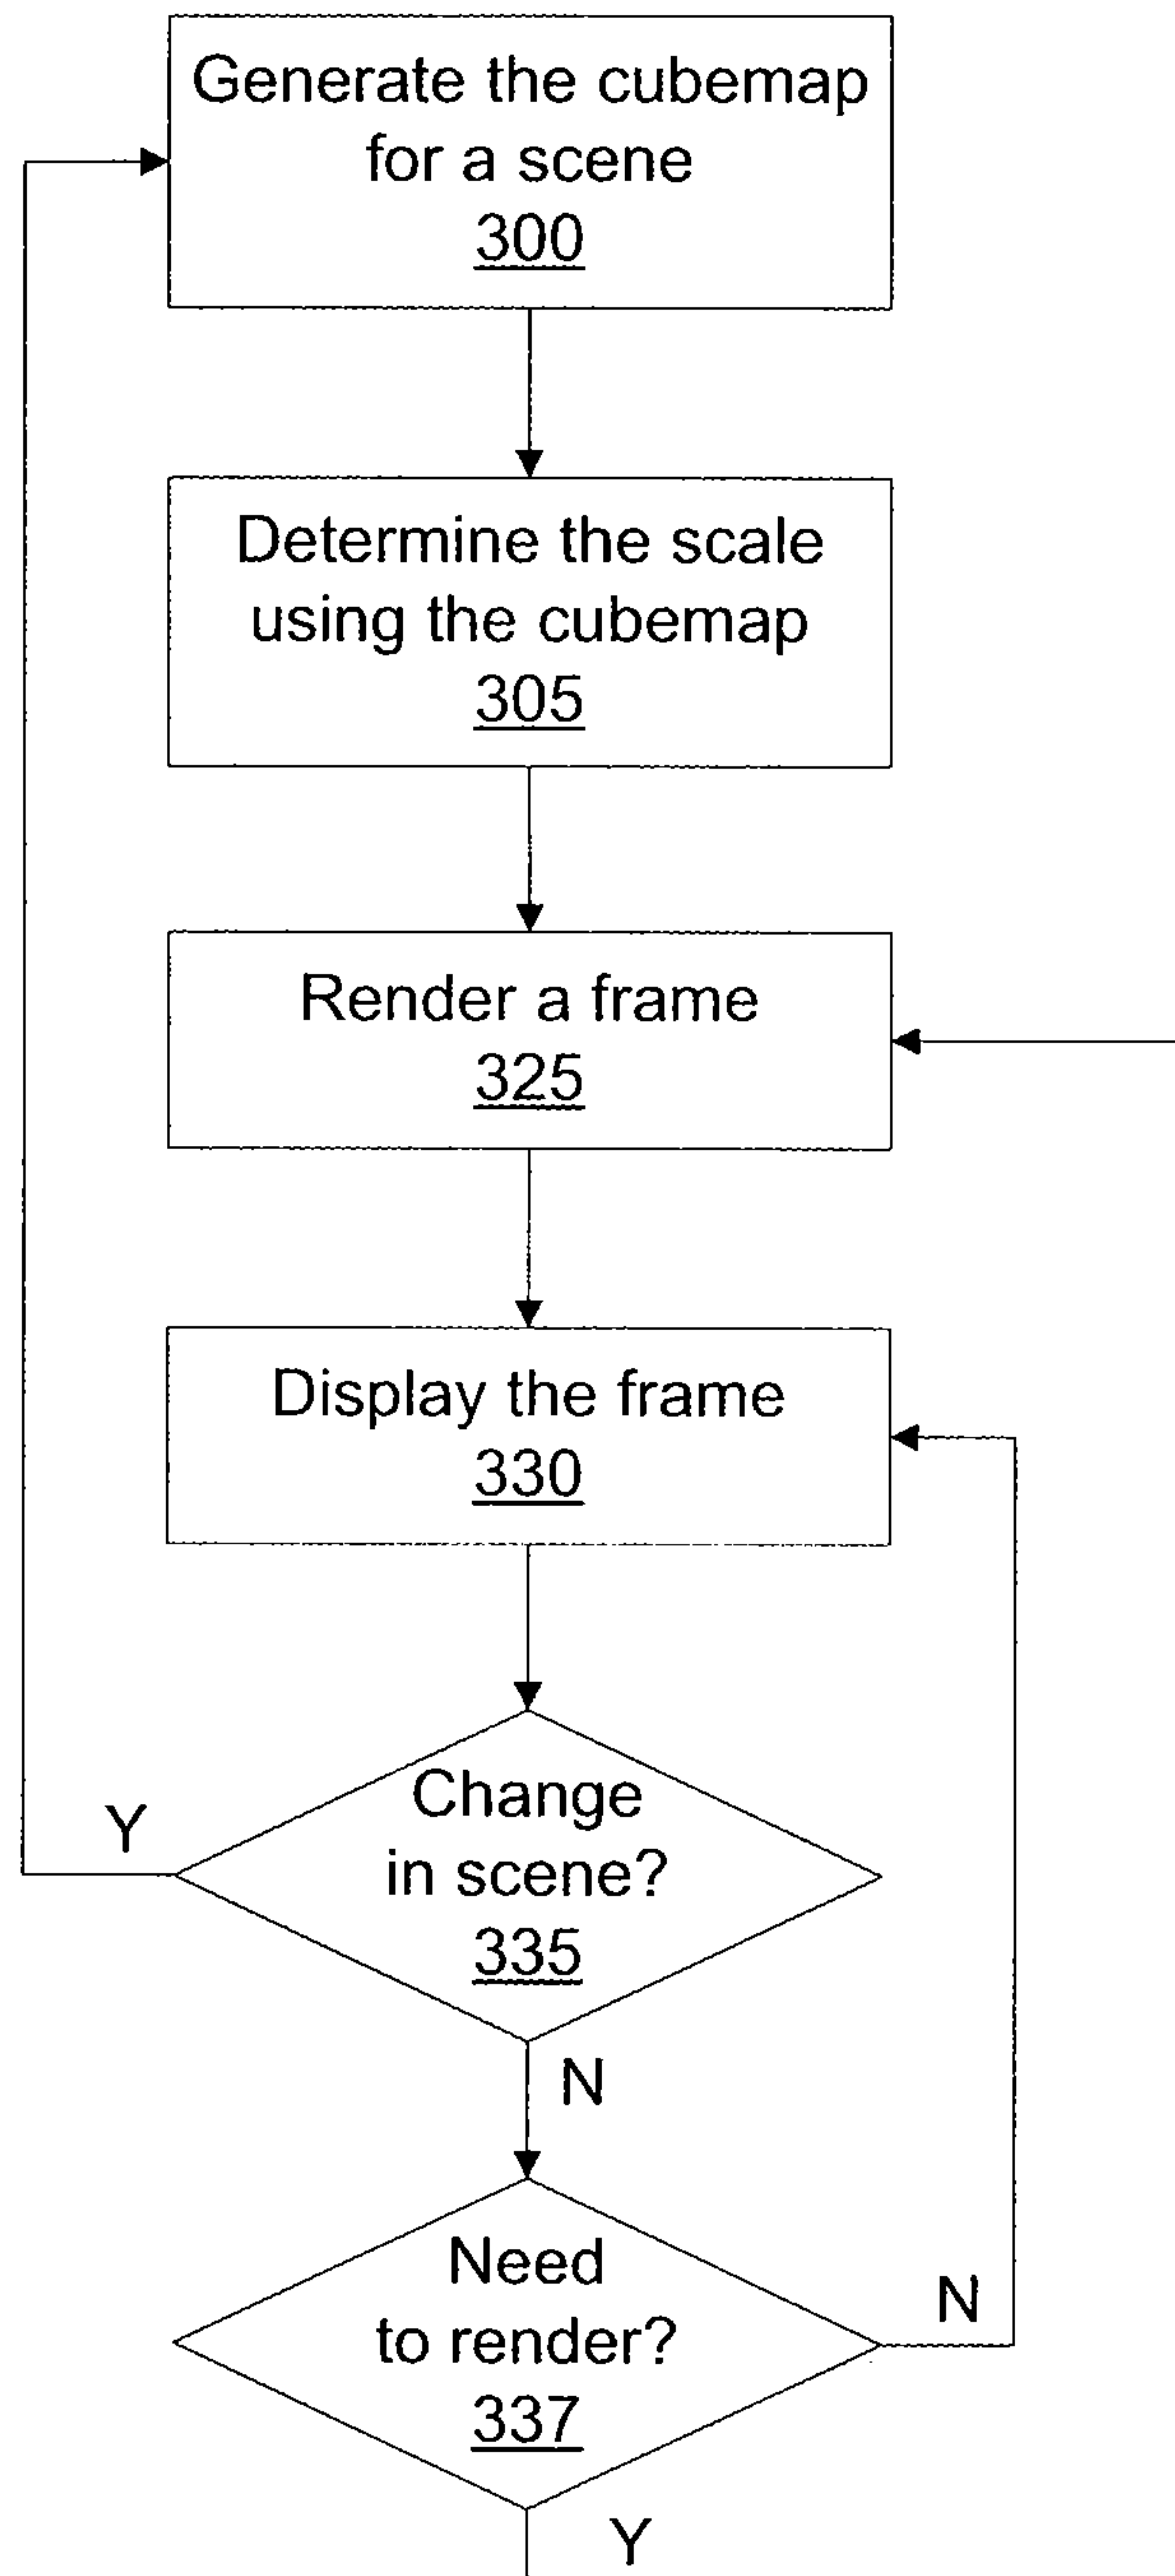 Generate the cubemap
for a scene
300
Determine the scale
using the cubemap
305
Render a frame
325
Display the frame
330
Change
in scene?
335
Y
N
Need
to render?
337
N
Y